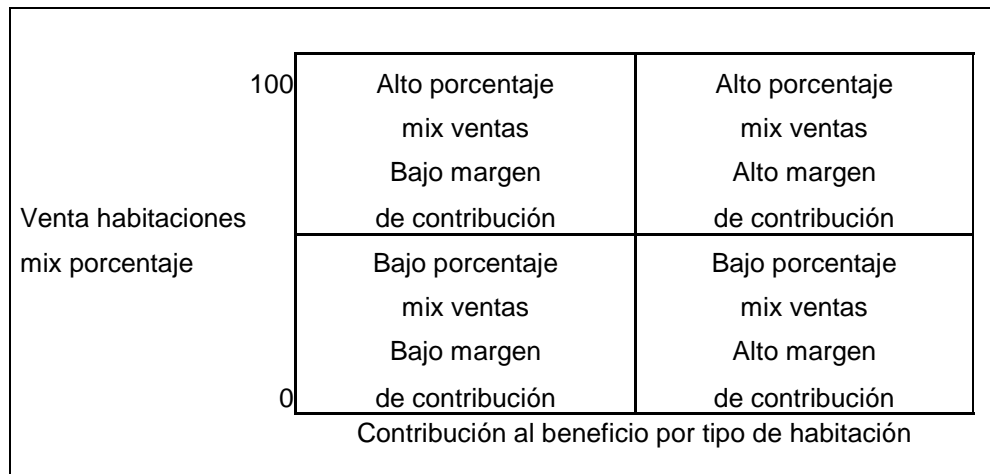 100 Alto porcentaje Alto porcentaje
mix ventas mix ventas
Bajo margen Alto margen
Venta habitaciones de contribución de contribución
mix porcentaje Bajo porcentaje Bajo porcentaje
mix ventas mix ventas
Bajo margen Alto margen
0 de contribución de contribución
Contribución al beneficio por tipo de habitación